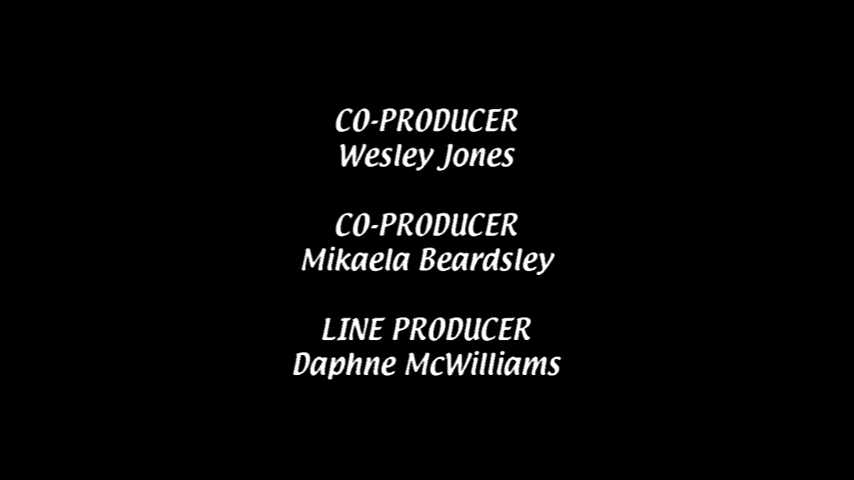 CO-PRODUCER
Wesley Jones
CO-PRODUCER
Mikaela Beardsley
LINE PRODUCER
Daphne McWilliams